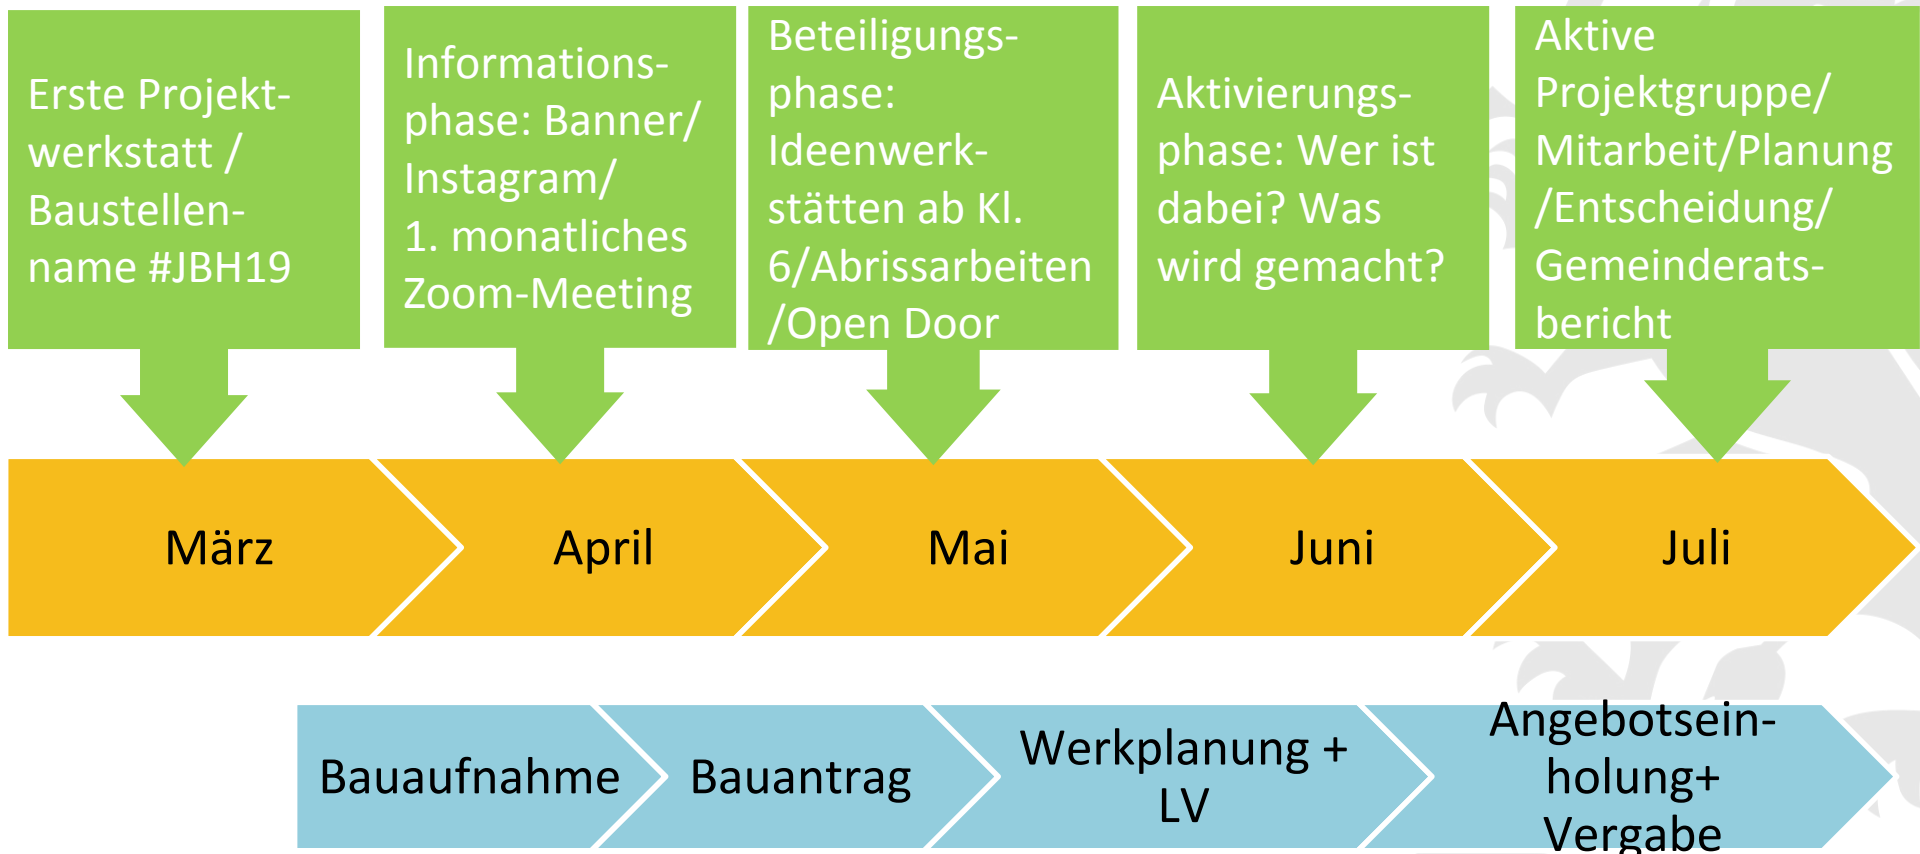 Erste Projekt-
werkstatt /
Baustellen-
name #JBH19
Informations-
phase: Banner/
Instagram/
1. monatliches
Zoom-Meeting
Beteiligungs-
phase:
Ideenwerk-
stätten ab Kl.
6/Abrissarbeiten
/Open Door
Aktivierungs-
phase: Wer ist
dabei? Was
wird gemacht?
Aktive
Projektgruppe/
Mitarbeit/Planung
/Entscheidung/
Gemeinderats-
bericht
März
April
Mai
Juni
Juli
Bauaufnahme
Bauantrag
Werkplanung +
LV
Angebotsein-
holung+
Vergabe